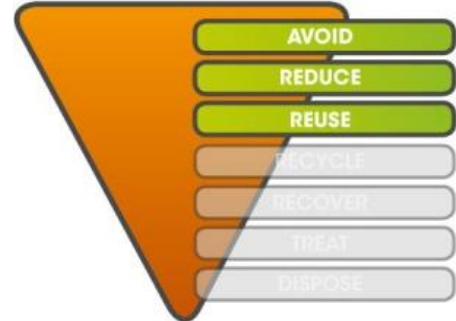 AVOID
REDUCE
REUSE
RECYCLE
RECOVER
TREAT
DISPOSE